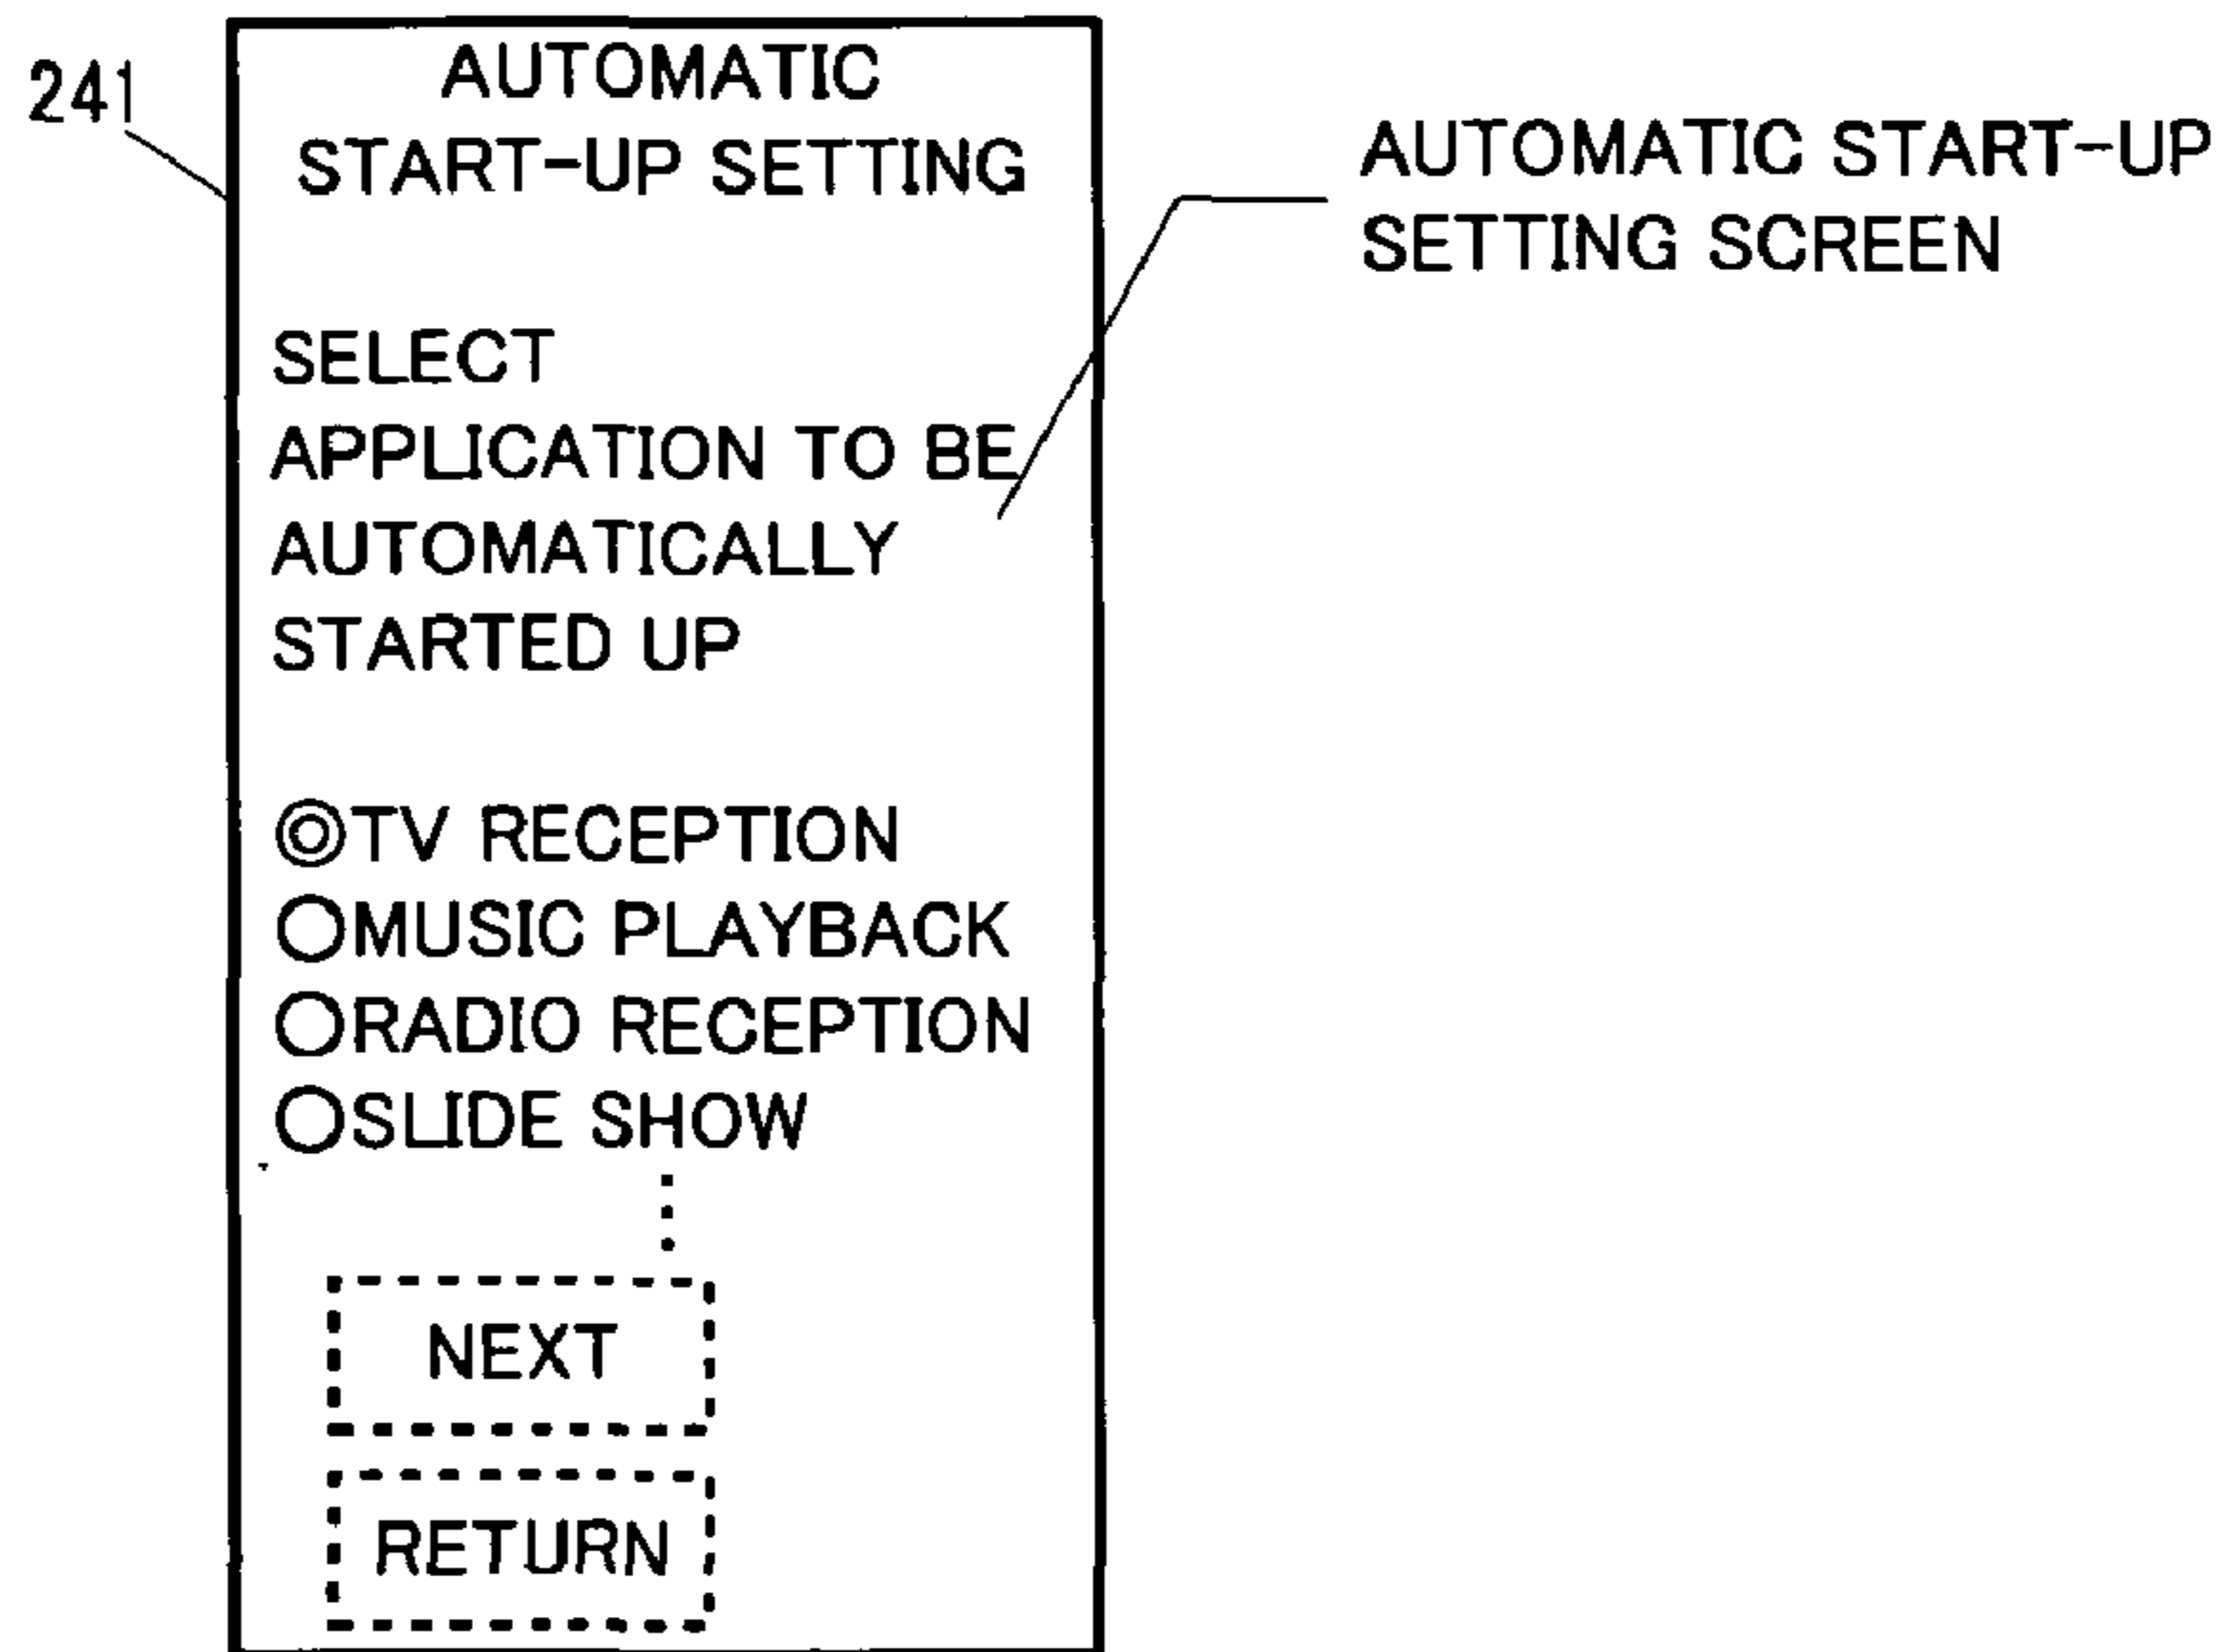 241
AUTOMATIC
START-UP SETTING
SELECT
APPLICATION TO BE
AUTOMATICALLY
STARTED UP
◎TV RECEPTION
○MUSIC PLAYBACK
○RADIO RECEPTION
○SLIDE SHOW
NEXT
RETURN
AUTOMATIC START-UP
SETTING SCREEN